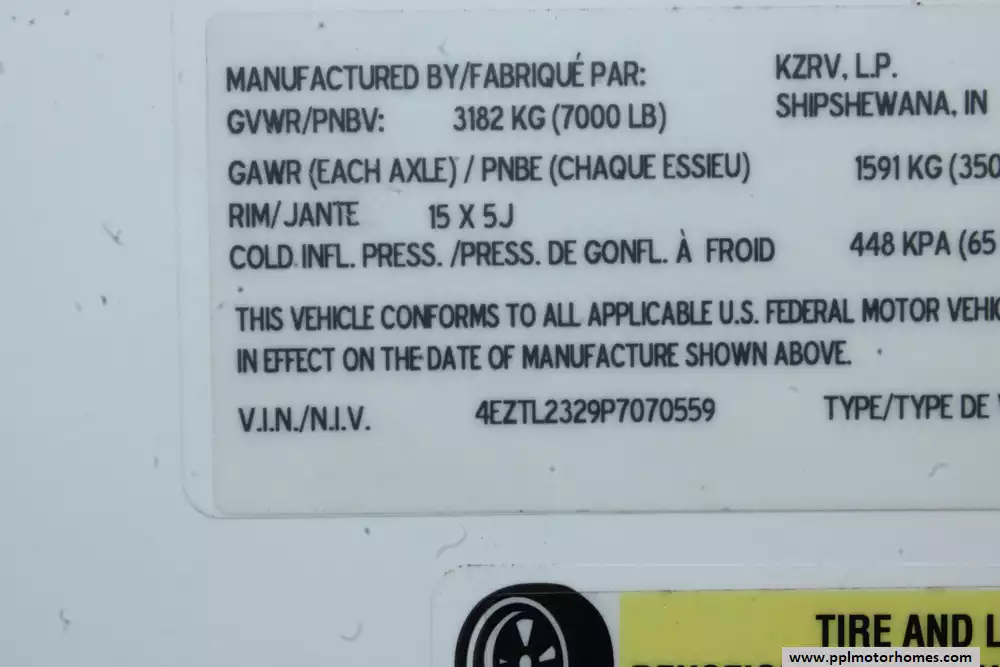 MANUFACTURED BY/FABRIQUÉ PAR: KZRV, L.P.
SHIPSHEWANA, IN
GVWR/PNBV: 3182 KG (7000 LB)
GAWR (EACH AXLE) / PNBE (CHAQUE ESSIEU) 1591 KG (350
RIM/JANTE 15 X 5J
COLD INFL. PRESS. /PRESS. DE GONFL. À FROID 448 KPA (65
THIS VEHICLE CONFORMS TO ALL APPLICABLE U.S. FEDERAL MOTOR
IN EFFECT ON THE DATE OF MANUFACTURE SHOWN ABOVE.
V.I.N./N.I.V. 4EZTL2329P7070559 TYPE/TYPE DE
TIRE AND
www.pplmotorhomes.com